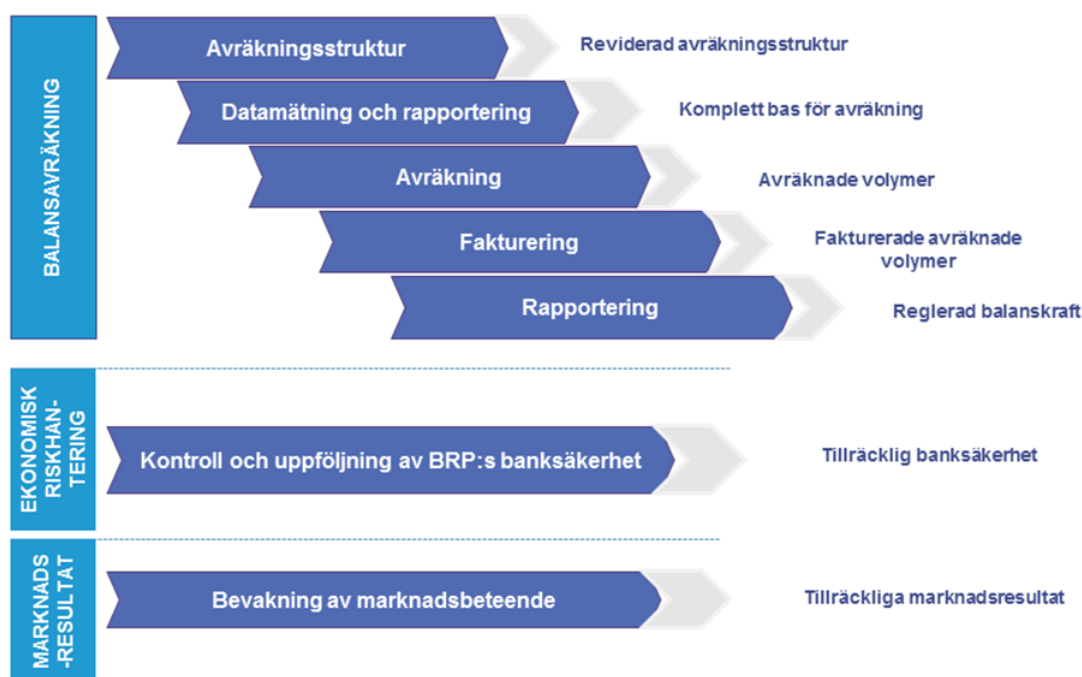 BALANSAVRÄKNING
Avräkningsstruktur
Reviderad avräkningsstruktur
Datamätning och rapportering
Komplett bas för avräkning
Avräkning
Avräknade volymer
Fakturering
Fakturerade avräknade
volymer
Rapportering
Reglerad balanskraft
EKONOMISK
RISKHAN-
TERING
Kontroll och uppföljning av BRP:s banksäkerhet
Tillräcklig banksäkerhet
MARKNADS
-RESULTAT
Bevakning av marknadsbeteende
Tillräckliga marknadsresultat